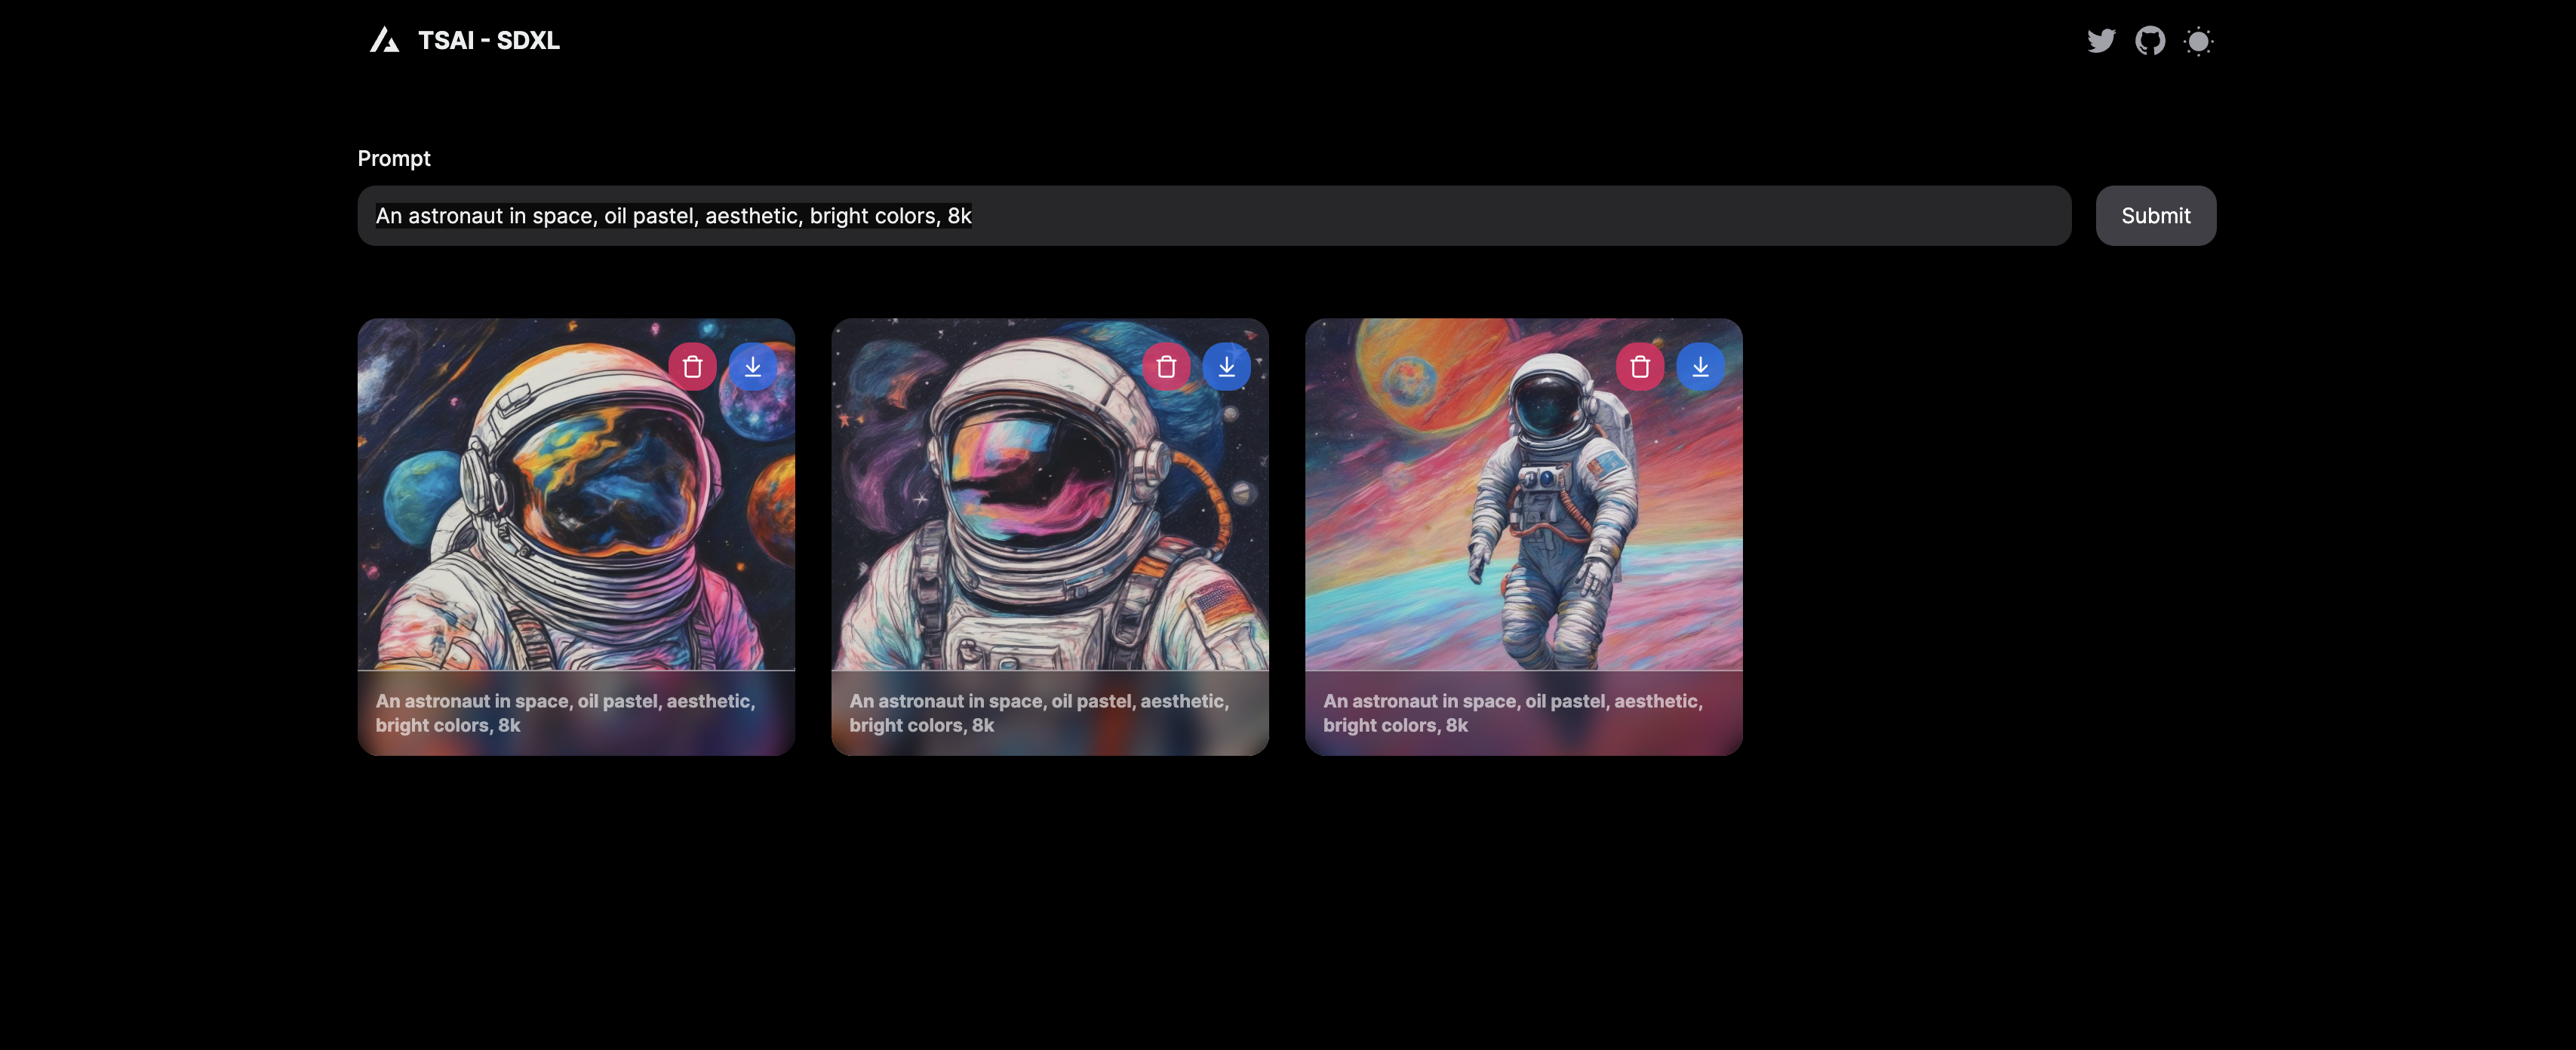 TSAI - SDXL
Prompt
An astronaut in space, oil pastel, aesthetic, bright colors, 8k
Submit
An astronaut in space, oil pastel, aesthetic,
bright colors, 8k
An astronaut in space, oil pastel, aesthetic,
bright colors, 8k
An astronaut in space, oil pastel, aesthetic,
bright colors, 8k